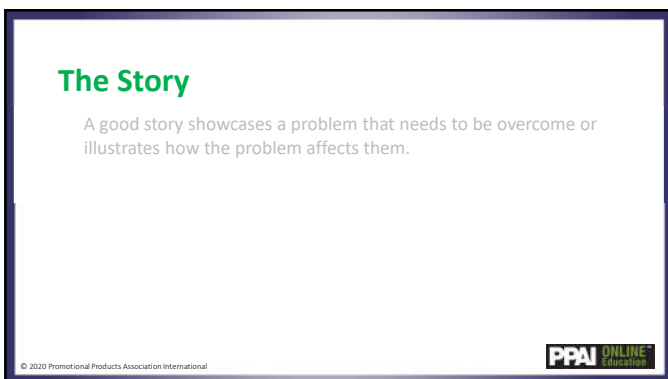 The Story
A good story showcases a problem that needs to be overcome or
illustrates how the problem affects them.
© 2020 Promotional Products Association International
PPAI ONLINE Education